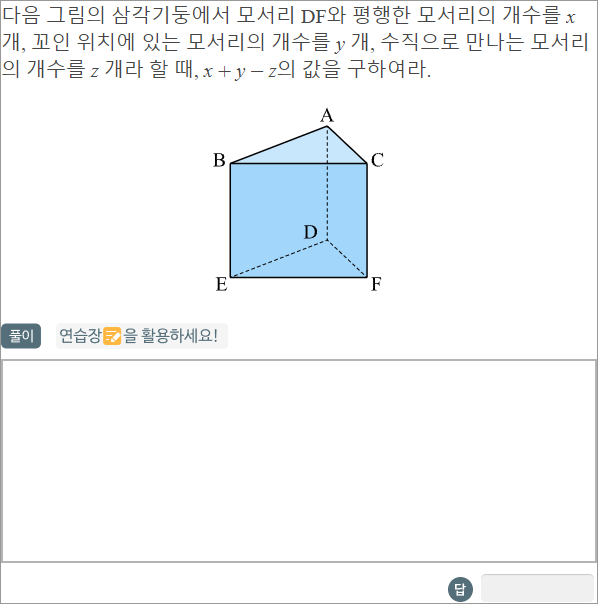 다음 그림의 삼각기둥에서 모서리 DF와 평행한 모서리의 개수를 x
개, 꼬인 위치에 있는 모서리의 개수를 y 개, 수직으로 만나는 모서리
의 개수를 z 개라 할 때, x + y − z의 값을 구하여라.
A
B
C
D
E
F
풀이
연습장을 활용하세요!
답